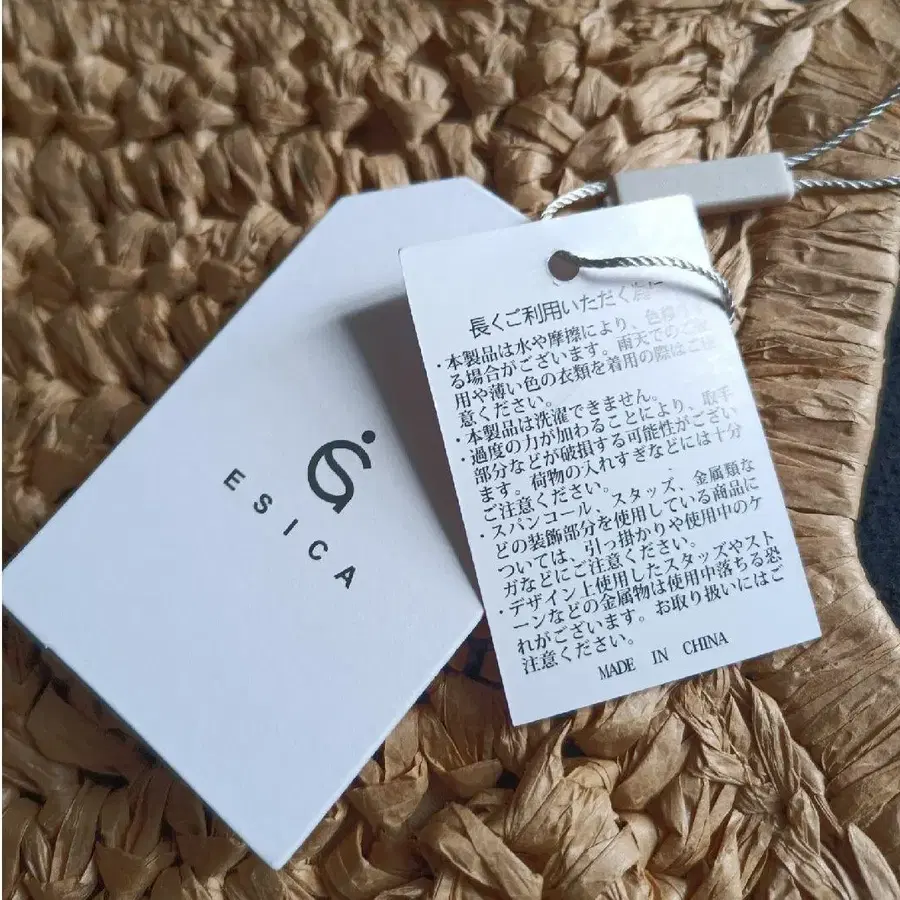 ESICA
長くご利用いただく為に
・本製品は水や摩擦により、色移
る場合がございます。雨天でのご使
用や薄い色の衣類を着用の際はご
意ください。
・本製品は洗濯できません。
・過度の力が加わることにより、取手
部分などが破損する可能性がござい
ます。荷物の入れすぎなどには十分
ご注意ください。
・スパンコール、スタッズ、金属類な
どの装飾部分を使用している商品に
ついては、引っ掛かりや使用中のケ
ガなどにご注意ください。
・デザイン上使用したスタッズやスト
ーンなどの金属物は使用中落ちる恐
れがございます。お取り扱いにはご
注意ください。
MADE IN CHINA